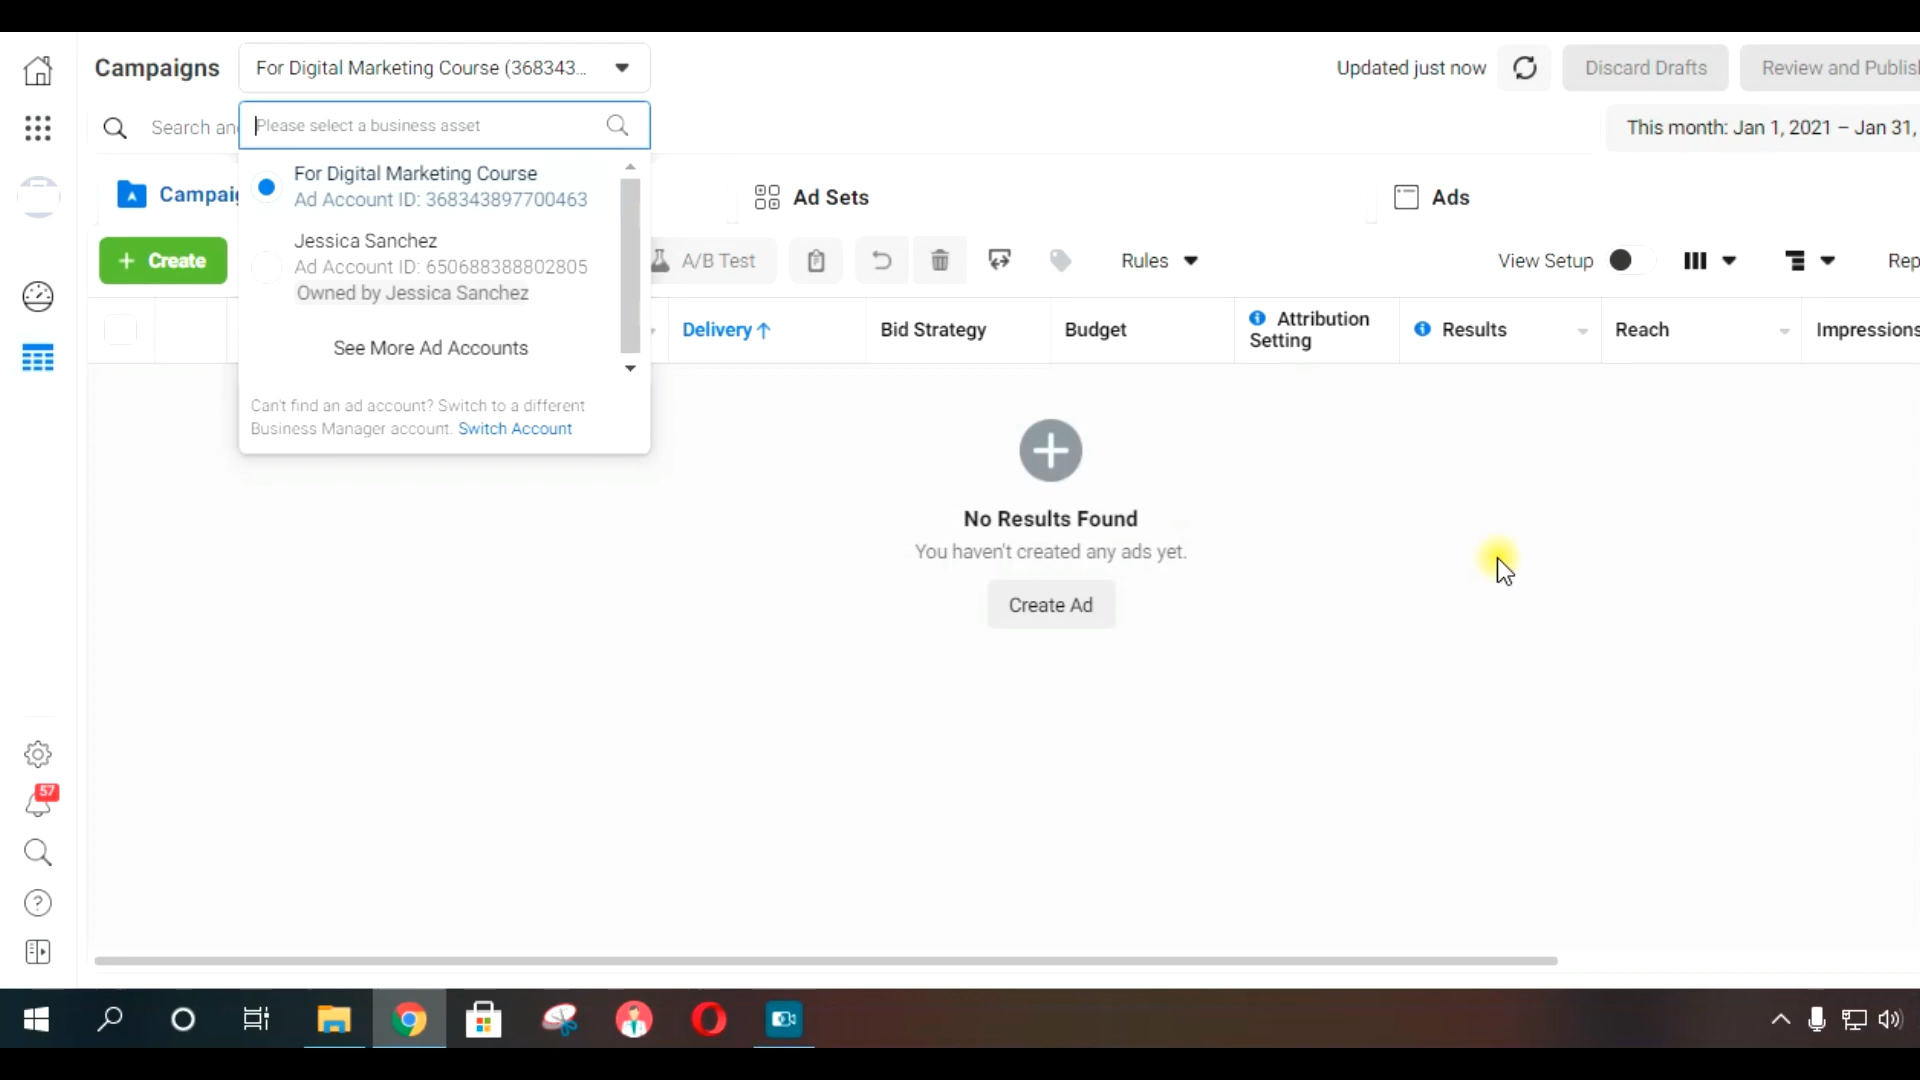 Campaigns
For Digital Marketing Course (368343...
Updated just now
Discard Drafts
Review and Publish
Search an
Please select a business asset
This month: Jan 1, 2021 – Jan 31,
For Digital Marketing Course
Ad Account ID: 368343897700463
Campaig
Ad Sets
Ads
Jessica Sanchez
Ad Account ID: 650688388802805
Owned by Jessica Sanchez
+ Create
A/B Test
Rules
View Setup
Rep
Delivery↑
Bid Strategy
Budget
Attribution
Setting
Results
Reach
Impressions
See More Ad Accounts
Can't find an ad account? Switch to a different
Business Manager account. Switch Account
No Results Found
You haven't created any ads yet.
Create Ad
57